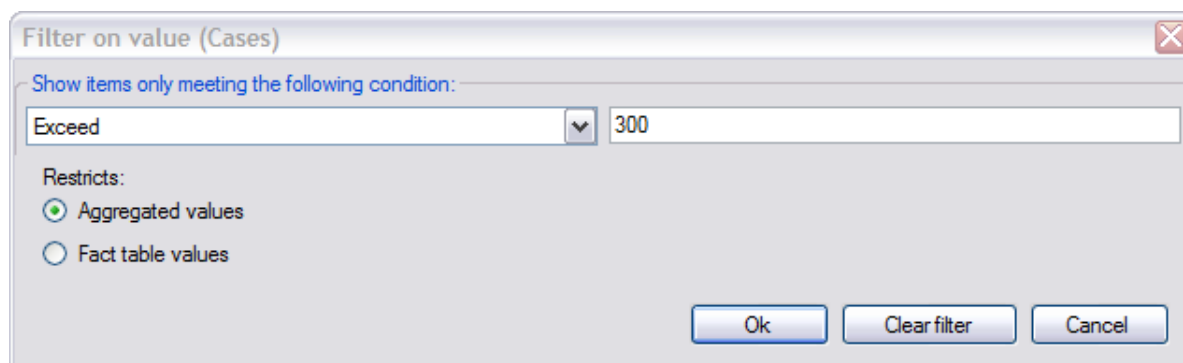 Filter on value (Cases)
Show items only meeting the following condition:
Exceed 300
Restricts:
Aggregated values
Fact table values
Ok Clear filter Cancel